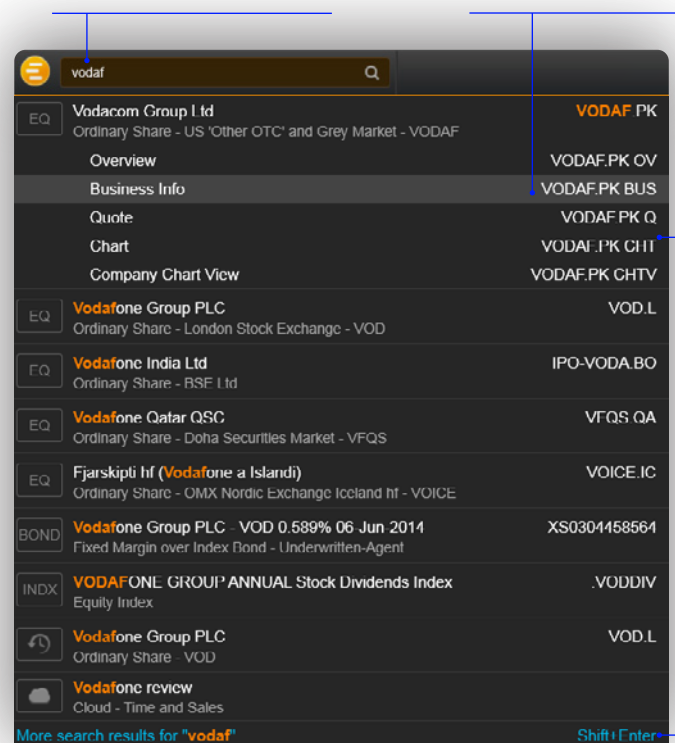 vodaf
EQ Vodacom Group Ltd VODAF.PK
Ordinary Share - US 'Other OTC' and Grey Market - VODAF
Overview VODAF.PK OV
Business Info VODAF.PK BUS
Quote VODAF.PK Q
Chart VODAF.PK CHT
Company Chart View VODAF.PK CHTV
EQ Vodafone Group PLC VOD.L
Ordinary Share - London Stock Exchange - VOD
EQ Vodafone India Ltd IPO-VODA.BO
Ordinary Share - BSE Ltd
EQ Vodafone Qatar QSC VFQS.QA
Ordinary Share - Doha Securities Market - VFQS
EQ Fjarskipti hf (Vodafone a Islandi) VOICE.IC
Ordinary Share - OMX Nordic Exchange Iceland hf - VOICE
BOND Vodafone Group PLC - VOD 0.589% 06-Jun-2014 XS0304458564
Fixed Margin over Index Bond - Underwritten-Agent
INDX VODAFONE GROUP ANNUAL Stock Dividends Index .VODDIV
Equity Index
Vodafone Group PLC VOD.L
Ordinary Share - VOD
Vodafone review
Cloud - Time and Sales
More search results for "vodaf" Shift+Enter